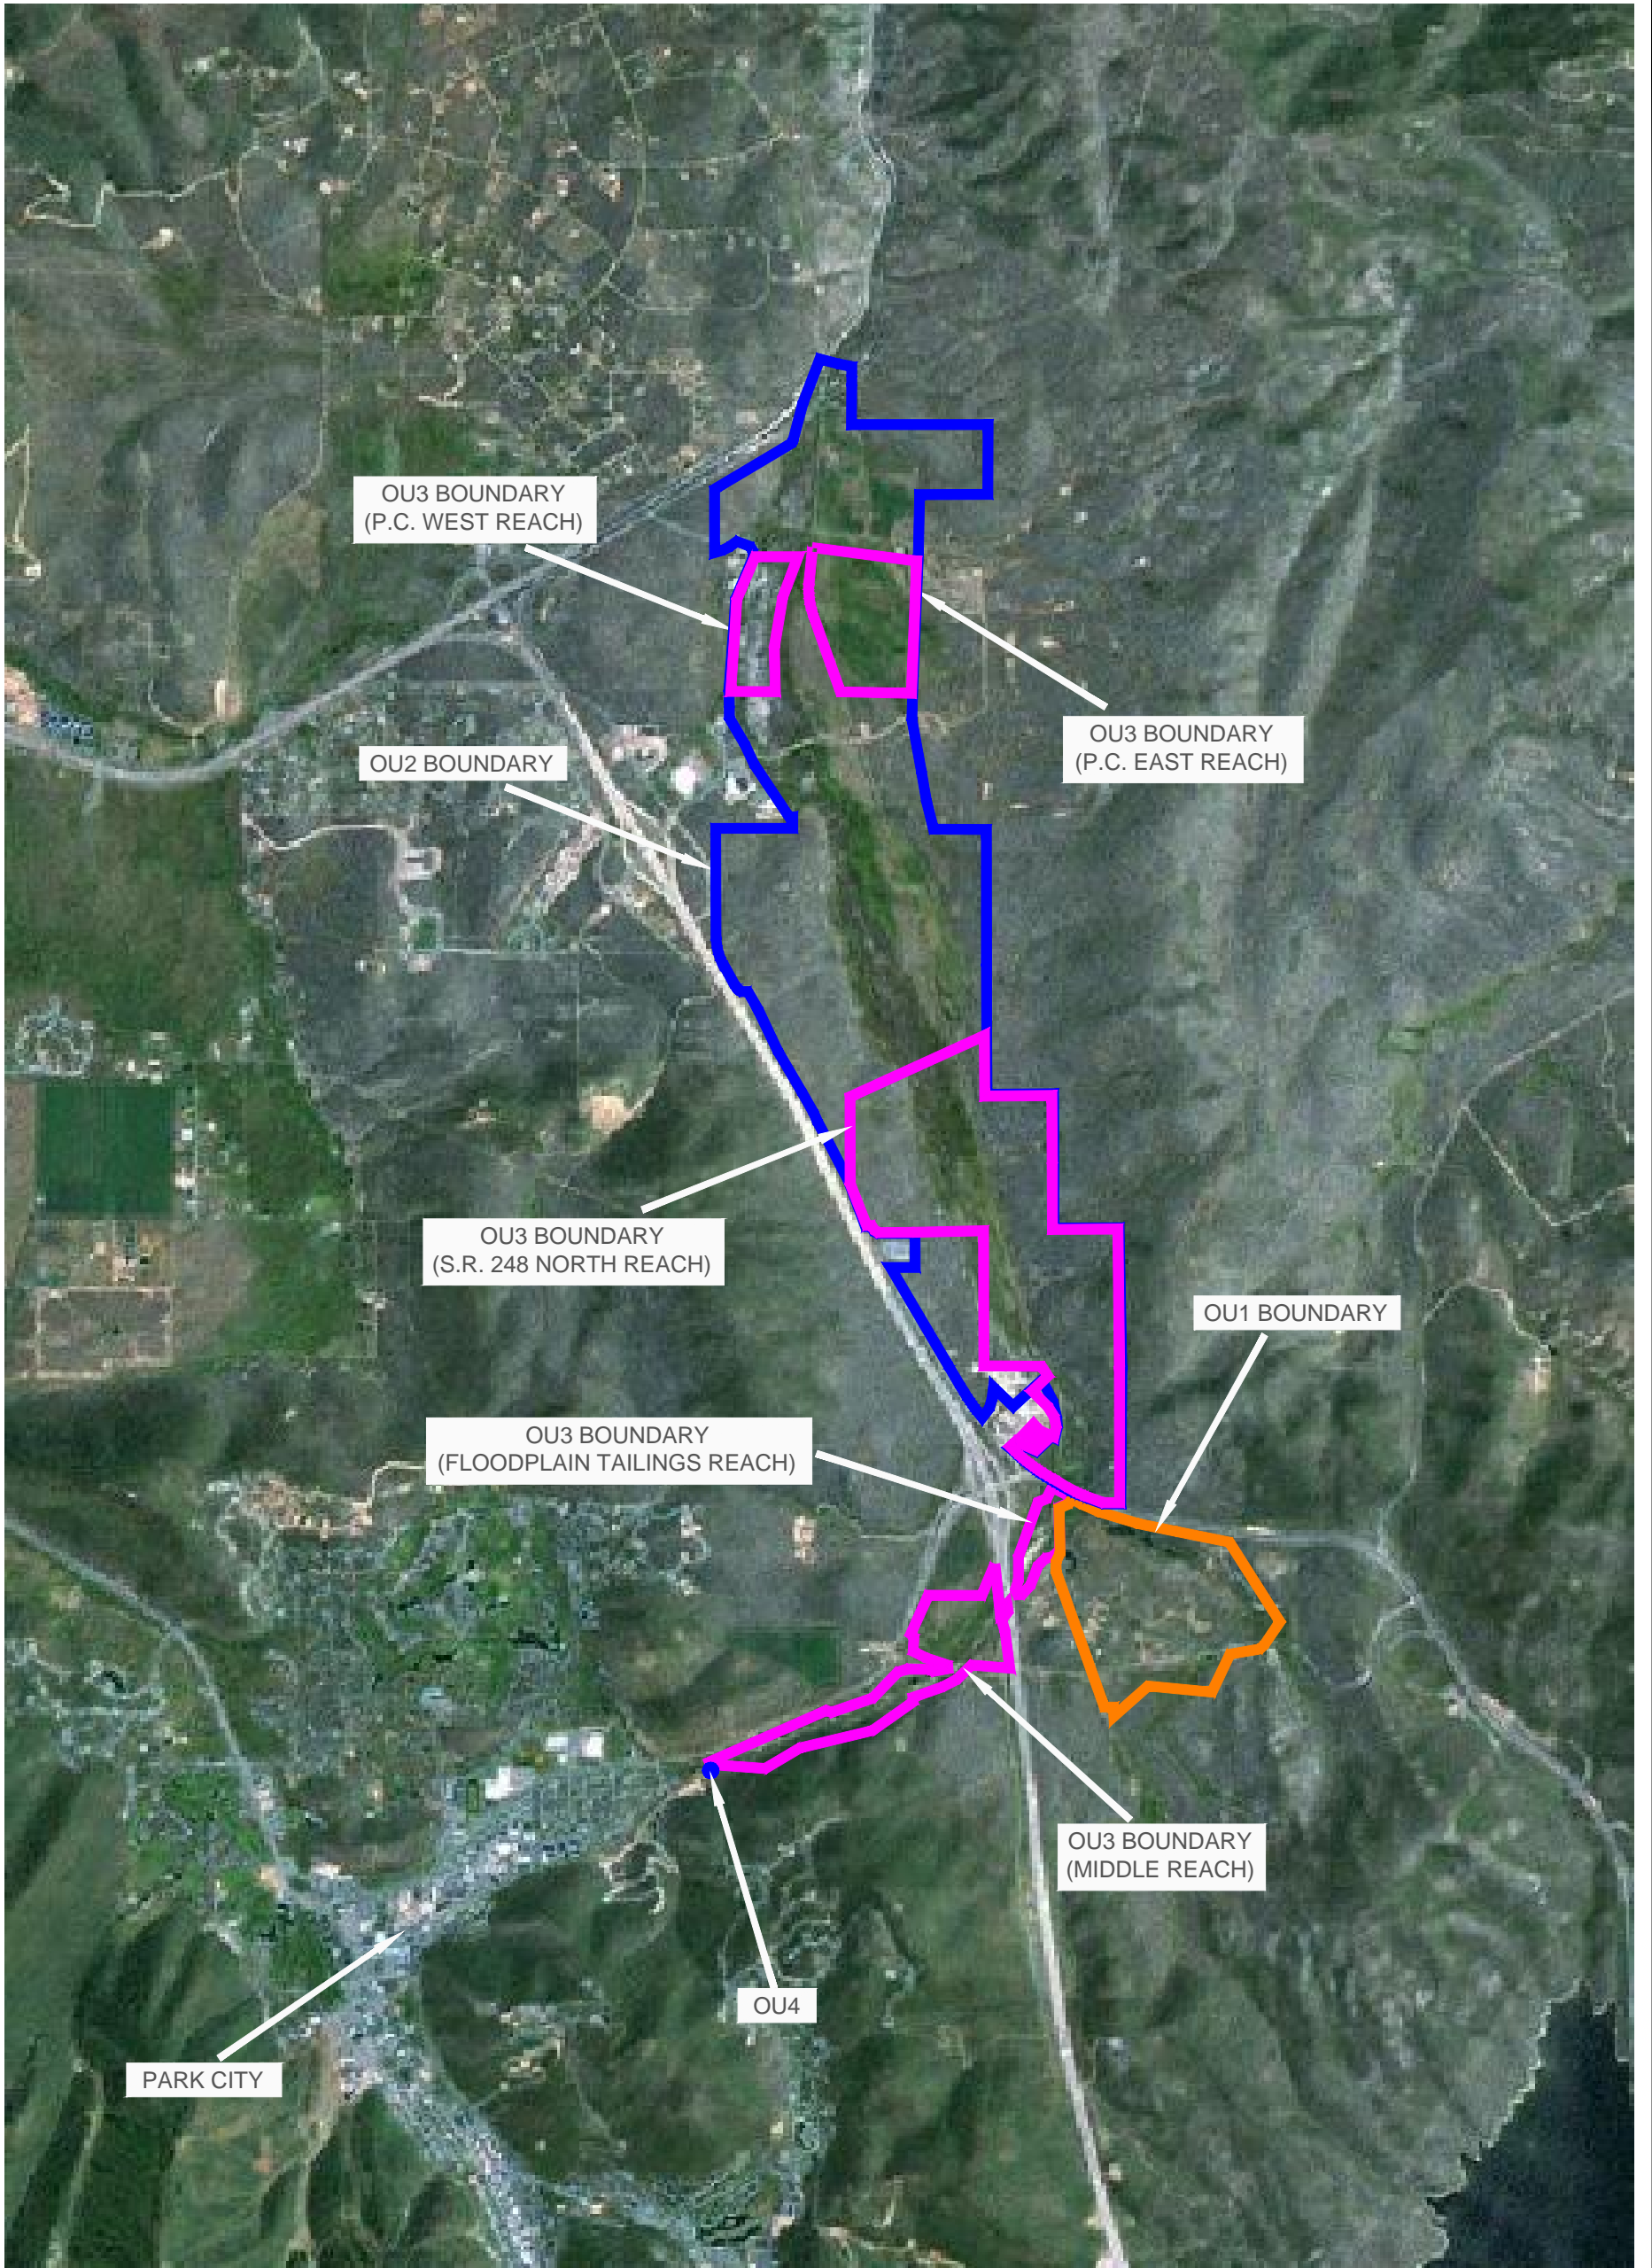 OU3 BOUNDARY
(P.C. WEST REACH)
OU3 BOUNDARY
(P.C. EAST REACH)
OU2 BOUNDARY
OU3 BOUNDARY
(S.R. 248 NORTH REACH)
OU1 BOUNDARY
OU3 BOUNDARY
(FLOODPLAIN TAILINGS REACH)
OU3 BOUNDARY
(MIDDLE REACH)
OU4
PARK CITY